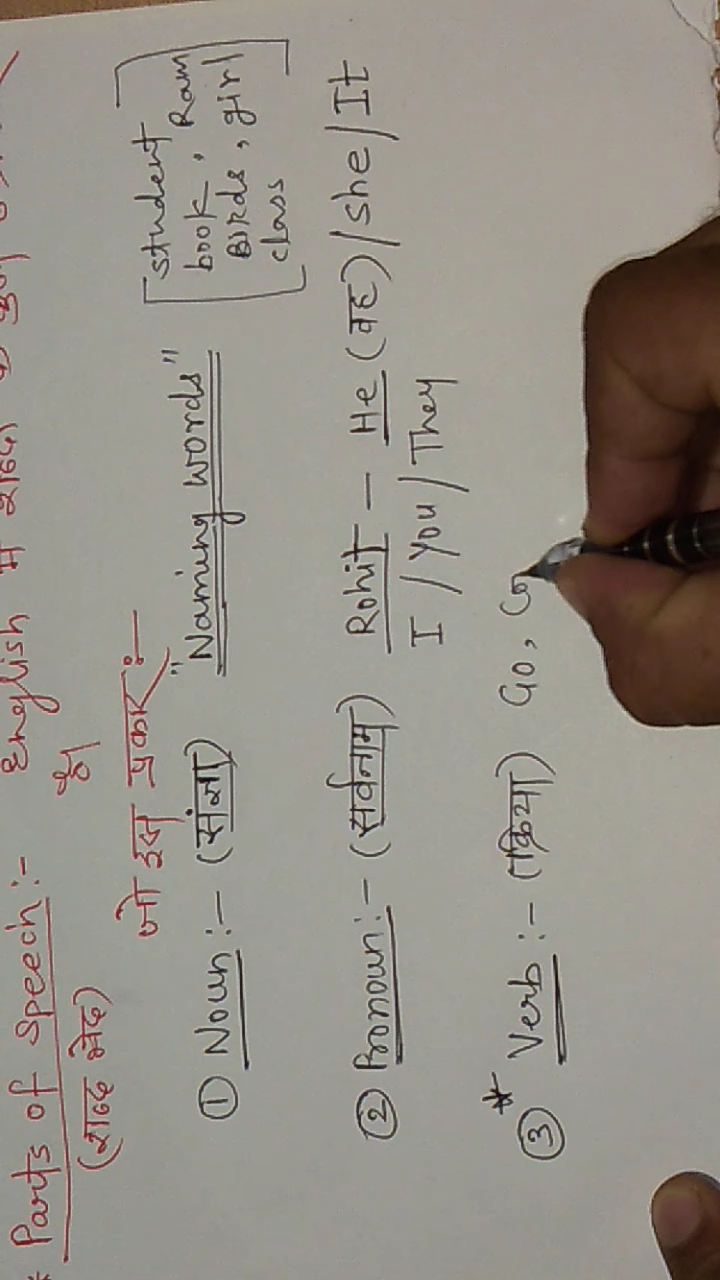 * Parts of Speech :- English में शब्दों के कुल
(शब्द भेद) है।
जो इस प्रकार :-
① Noun :- (संज्ञा) "Naming words" [student book, Ram Birds, girl class]
② Pronoun :- (सर्वनाम) Rohit - He (वह) / She / It
I / You / They
* ③ Verb :- (क्रिया) Go,